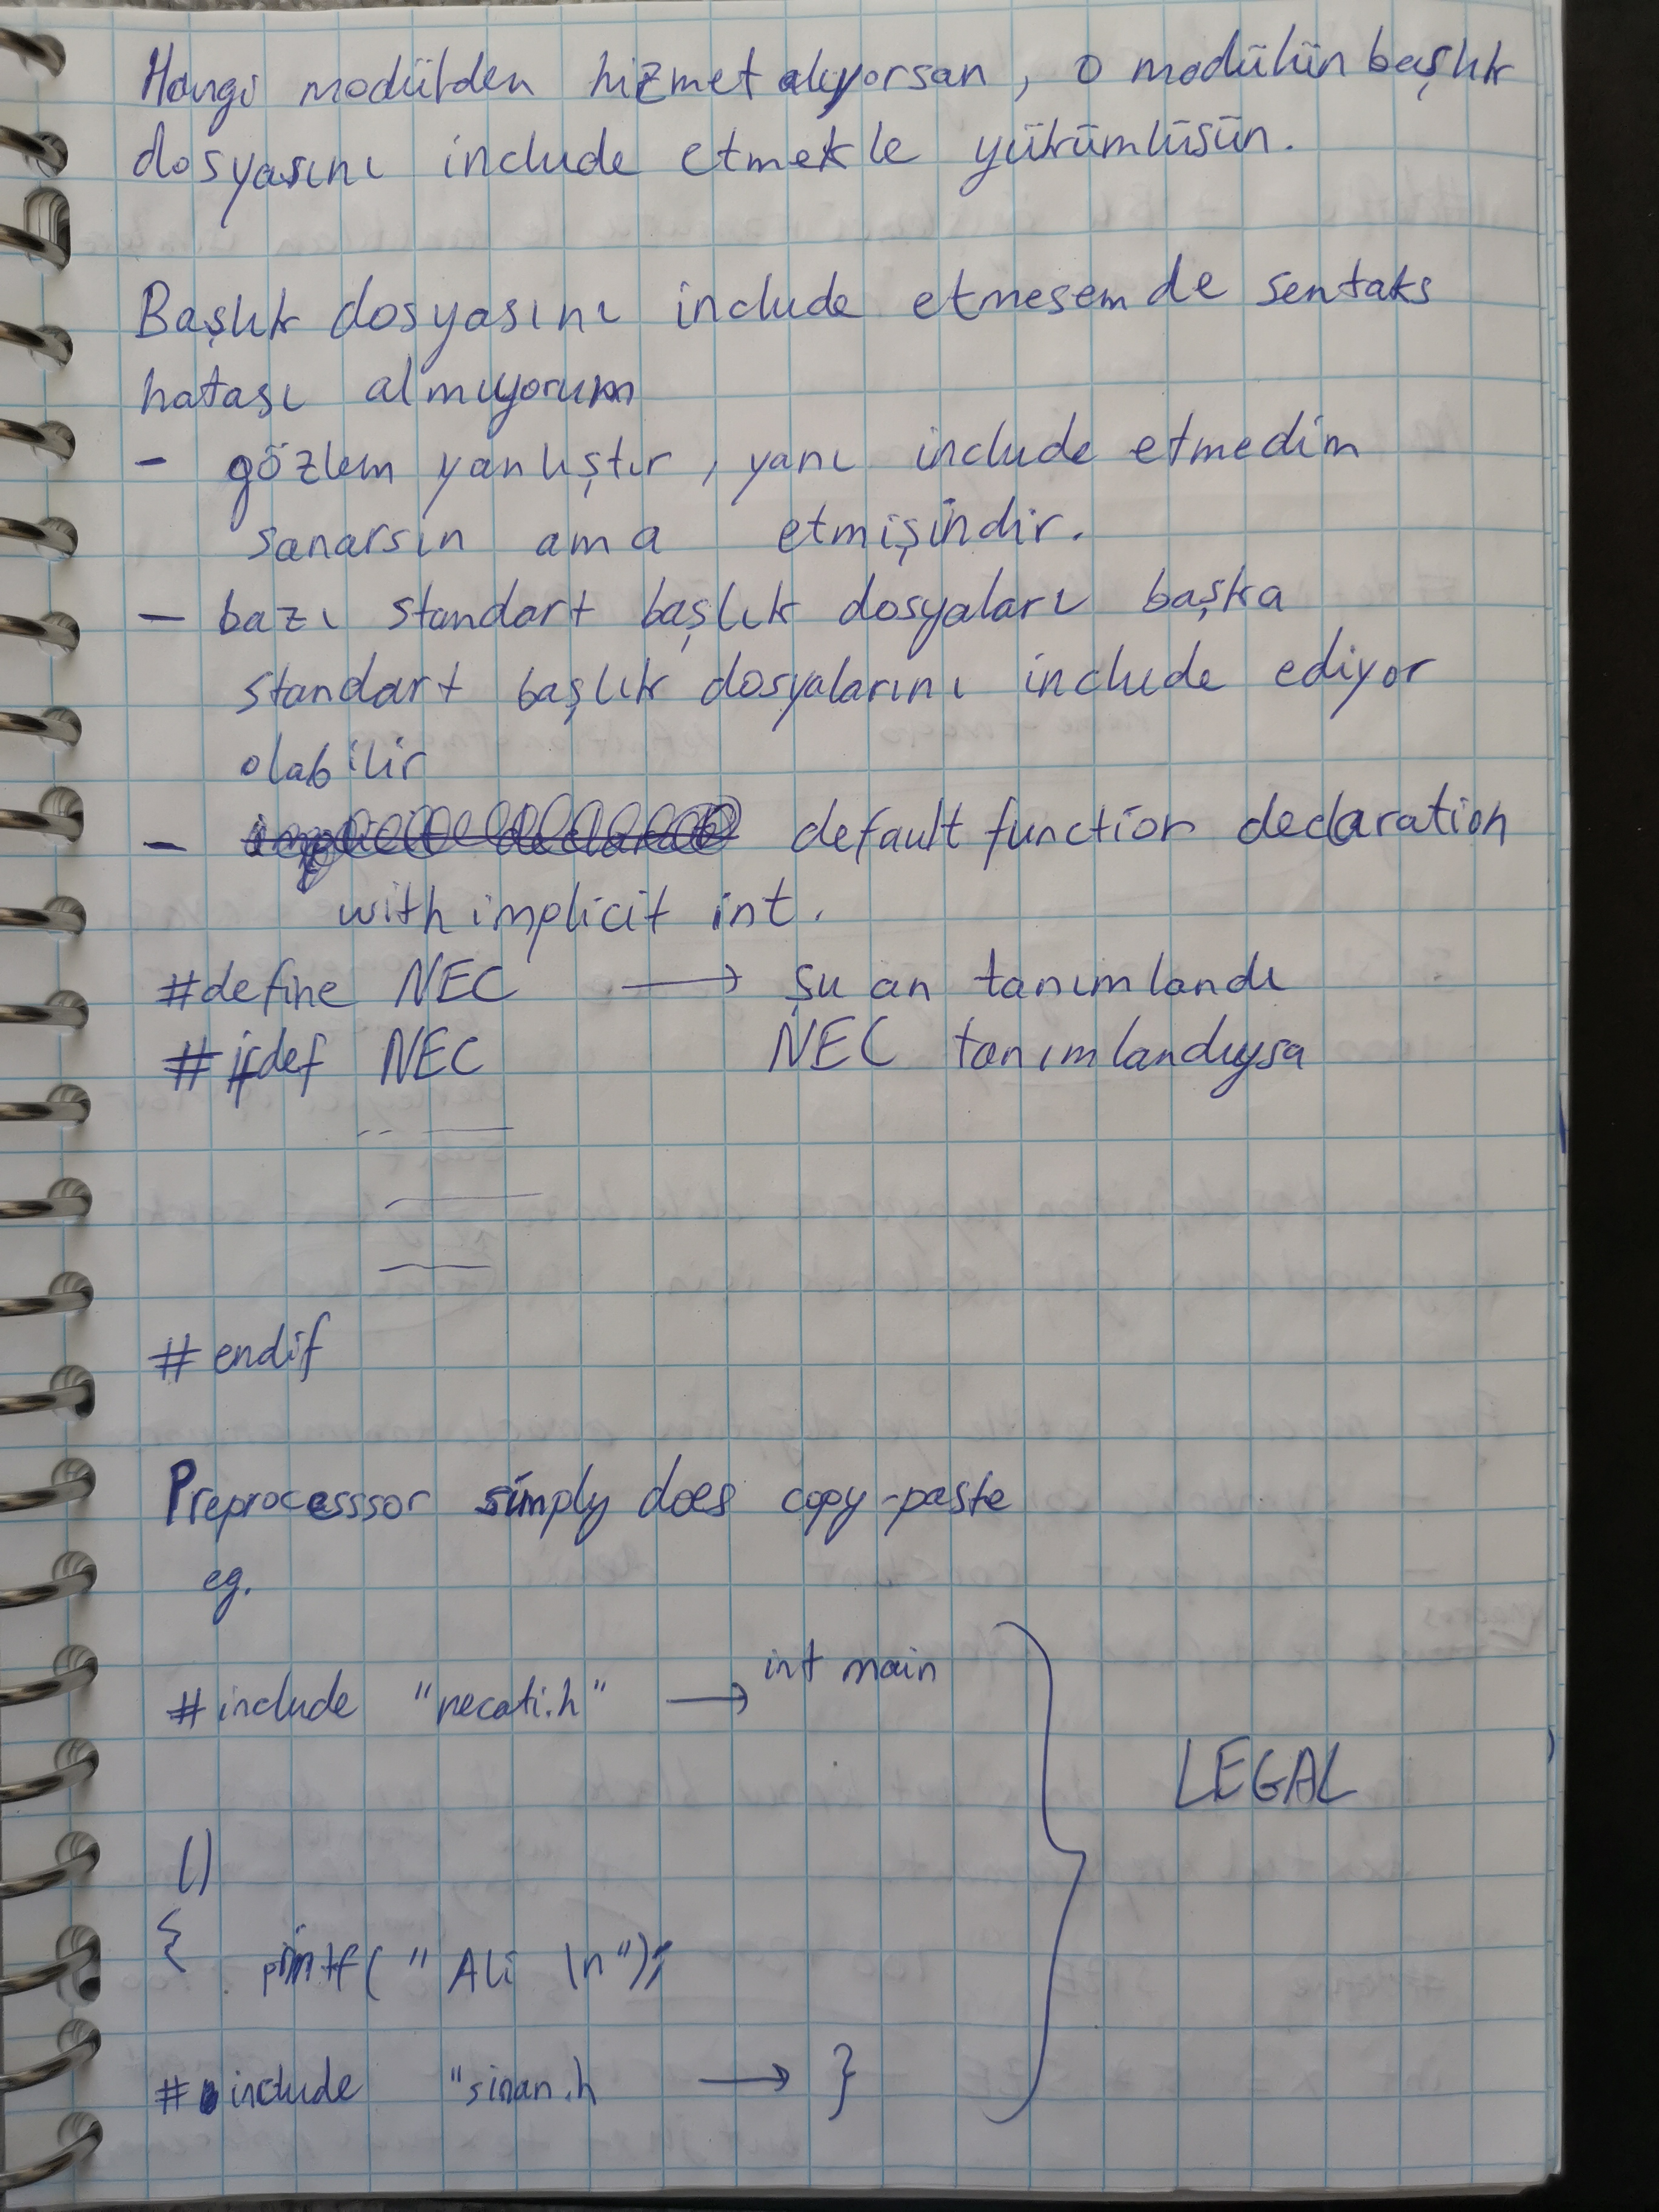 Hangi modülden hizmet alıyorsan, o modülün başlık
dosyasını include etmekle yükümlüsün.
Başlık dosyasını include etmesem de sentaks
hatası almıyorum
- gözlem yanlıştır, yanı include etmedim
sanarsın ama etmişindir.
- bazı standart başlık dosyaları başka
standart başlık dosyalarını include ediyor
olabilir
- default function declaration
with implicit int.
#define NEC → şu an tanımlandı
#ifdef NEC NEC tanımlandıysa
#endif
Preprocesssor simply does copy-paste
eg.
#include "necati.h" → int main
LEGAL
()
{ printf("Ali \n");
#include "sinan.h → }